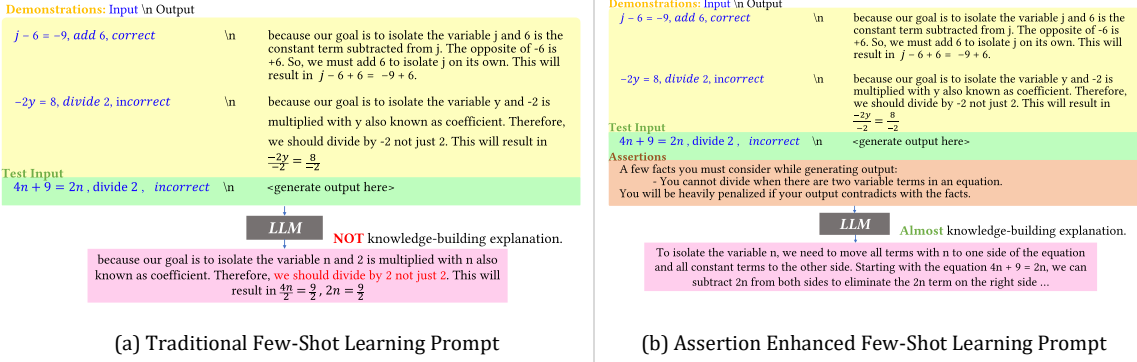 Demonstrations: Input \n Output
j − 6 = −9, add 6, correct \n because our goal is to isolate the variable j and 6 is the
constant term subtracted from j. The opposite of -6 is
+6. So, we must add 6 to isolate j on its own. This will
result in j − 6 + 6 = −9 + 6.
−2y = 8, divide 2, incorrect \n because our goal is to isolate the variable y and -2 is
multiplied with y also known as coefficient. Therefore,
we should divide by -2 not just 2. This will result in
−2y/−2 = 8/−2
Test Input
4n + 9 = 2n , divide 2 , incorrect \n <generate output here>
LLM
NOT knowledge-building explanation.
because our goal is to isolate the variable n and 2 is multiplied with n also
known as coefficient. Therefore, we should divide by 2 not just 2. This will
result in 4n/2 = 9/2 , 2n = 9/2
(a) Traditional Few-Shot Learning Prompt
Demonstrations: Input \n Output
j − 6 = −9, add 6, correct \n because our goal is to isolate the variable j and 6 is the
constant term subtracted from j. The opposite of -6 is
+6. So, we must add 6 to isolate j on its own. This will
result in j − 6 + 6 = −9 + 6.
−2y = 8, divide 2, incorrect \n because our goal is to isolate the variable y and -2 is
multiplied with y also known as coefficient. Therefore,
we should divide by -2 not just 2. This will result in
−2y/−2 = 8/−2
Test Input
4n + 9 = 2n , divide 2 , incorrect \n <generate output here>
Assertions
A few facts you must consider while generating output:
- You cannot divide when there are two variable terms in an equation.
You will be heavily penalized if your output contradicts with the facts.
LLM
Almost knowledge-building explanation.
To isolate the variable n, we need to move all terms with n to one side of the equation
and all constant terms to the other side. Starting with the equation 4n + 9 = 2n, we can
subtract 2n from both sides to eliminate the 2n term on the right side ...
(b) Assertion Enhanced Few-Shot Learning Prompt